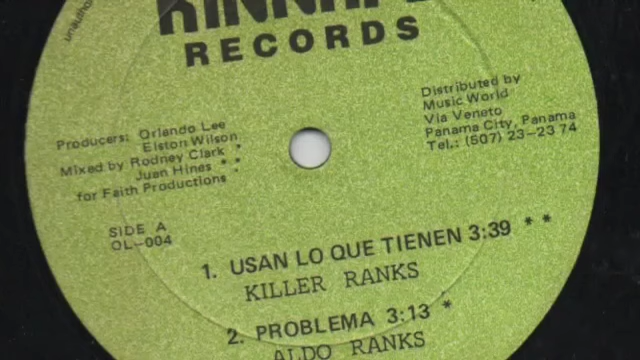 RECORDS
Producers: Orlando Lee
Elston Wilson
Mixed by Rodney Clark *
Juan Hines * *
for Faith Productions
SIDE A
OL-004
Distributed by
Music World
Via Veneto
Panama City, Panama
Tel.: (507) 23-23 74
1. USAN LO QUE TIENEN 3:39 * *
KILLER RANKS
2. PROBLEMA 3:13 *
ALDO RANKS